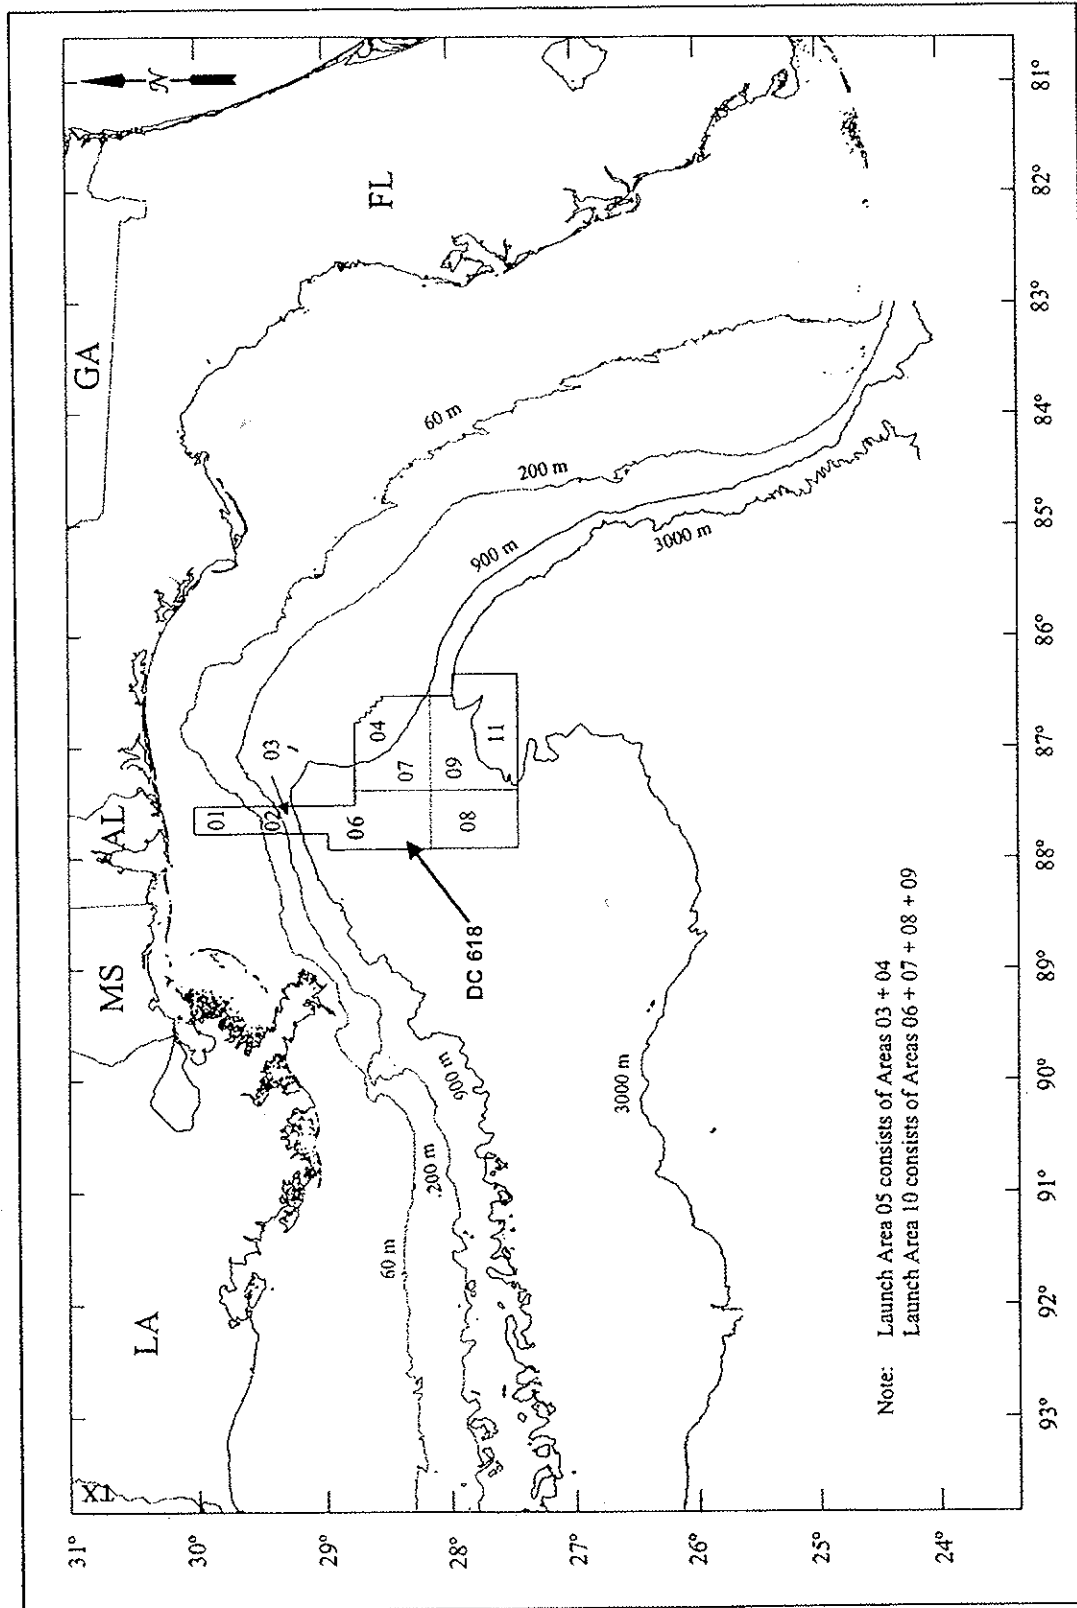 TX
LA
MS
AL
GA
FL
N
31°
30°
29°
28°
27°
26°
25°
24°
93°
92°
91°
90°
89°
88°
87°
86°
85°
84°
83°
82°
81°
60 m
200 m
900 m
3000 m
60 m
200 m
900 m
3000 m
01
02
03
04
06
07
08
09
11
DC 618
Note: Launch Area 05 consists of Areas 03 + 04
Launch Area 10 consists of Areas 06 + 07 + 08 + 09